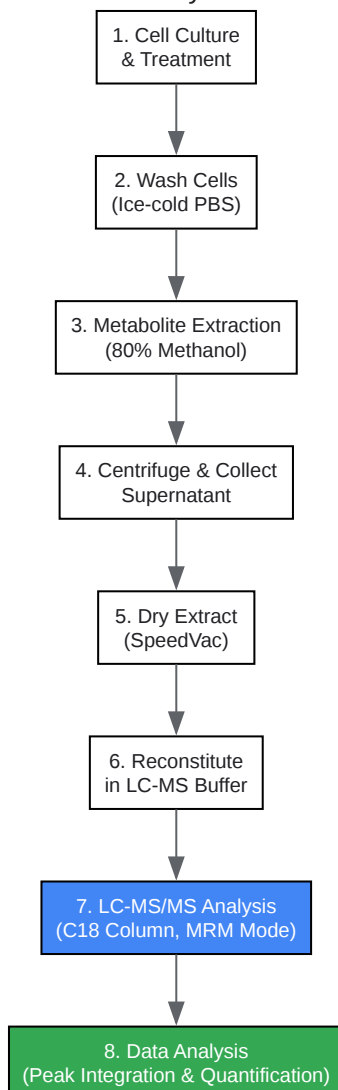 1. Cell Culture
& Treatment
2. Wash Cells
(Ice-cold PBS)
3. Metabolite Extraction
(80% Methanol)
4. Centrifuge & Collect
Supernatant
5. Dry Extract
(SpeedVac)
6. Reconstitute
in LC-MS Buffer
7. LC-MS/MS Analysis
(C18 Column, MRM Mode)
8. Data Analysis
(Peak Integration & Quantification)